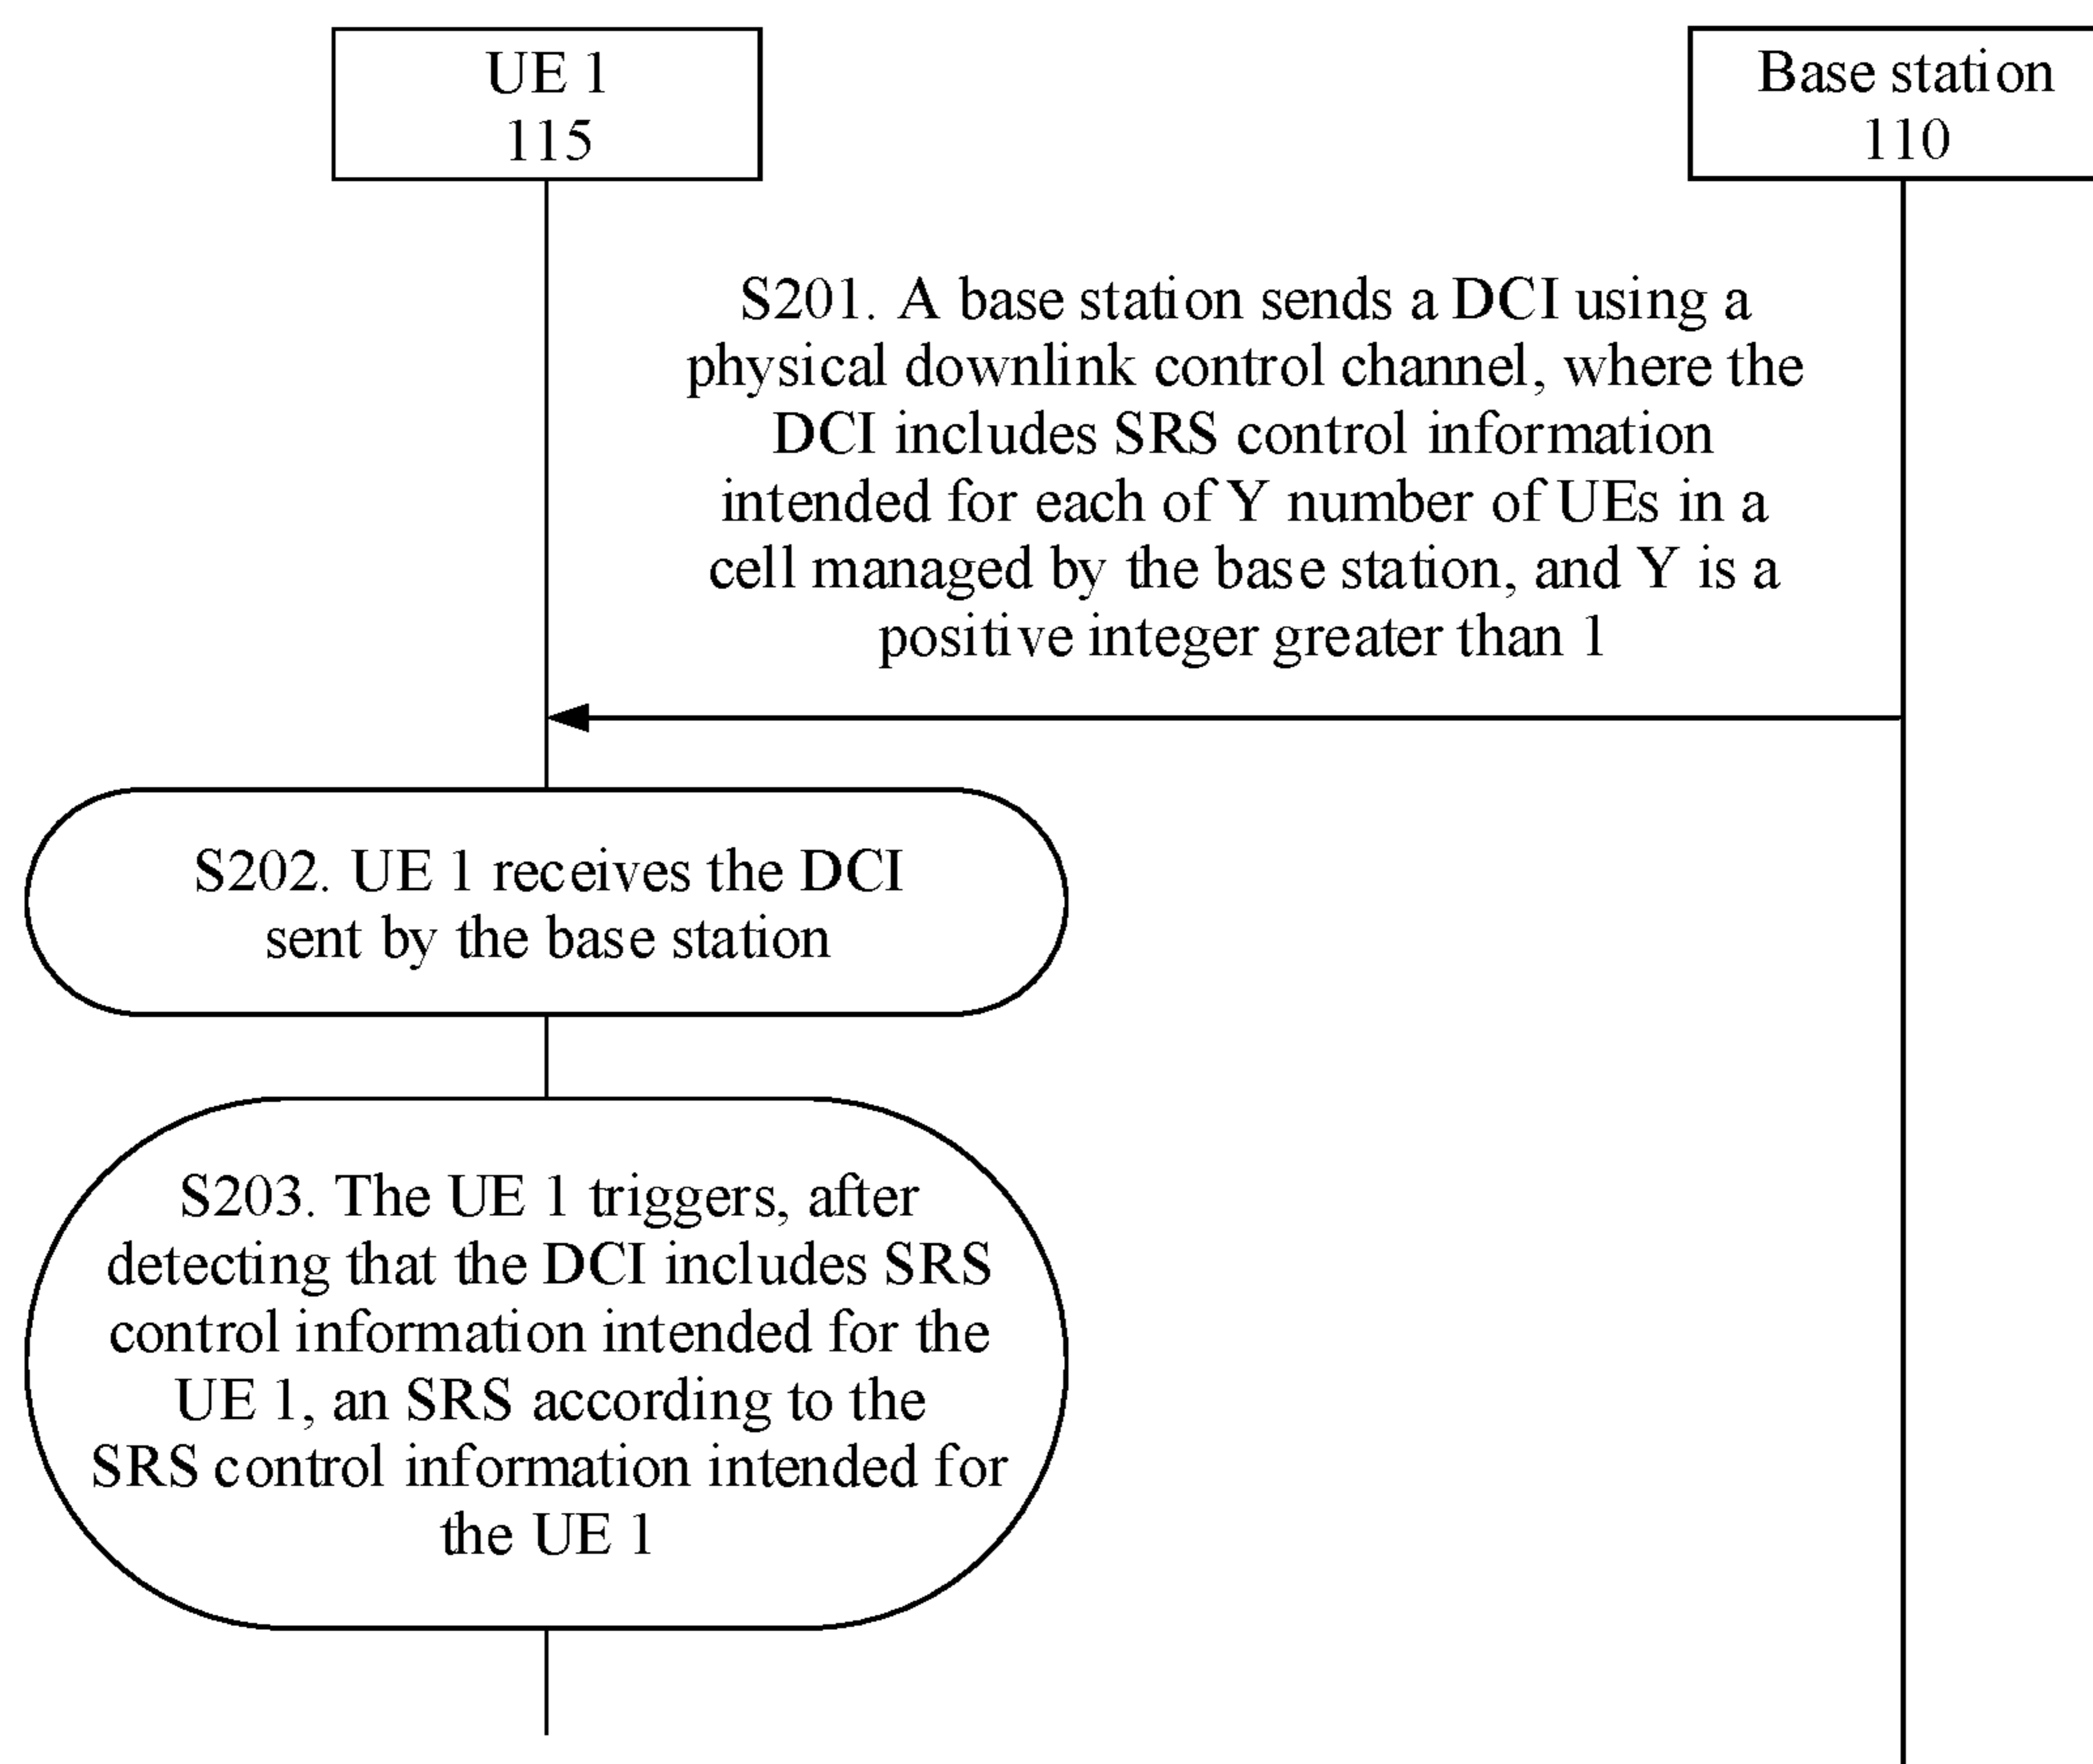 UE 1
115
Base station
110
S201. A base station sends a DCI using a
physical downlink control channel, where the
DCI includes SRS control information
intended for each of Y number of UEs in a
cell managed by the base station, and Y is a
positive integer greater than 1
S202. UE 1 receives the DCI
sent by the base station
S203. The UE 1 triggers, after
detecting that the DCI includes SRS
control information intended for the
UE 1, an SRS according to the
SRS control information intended for
the UE 1